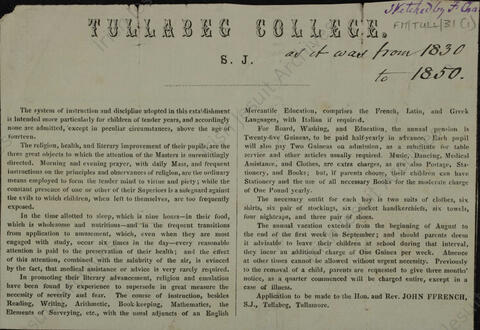 TULLABEG COLLEGE.
Sketched by F. Cha
FM/TULL/31 (1)
S. J.
as it was from 1830
to 1850.
The system of instruction and discipline adopted in this establishment
is intended more particularly for children of tender years, and accordingly
none are admitted, except in peculiar circumstances, above the age of
fourteen.
The religion, health, and literary improvement of their pupils, are the
three great objects to which the attention of the Masters is unremittingly
directed. Morning and evening prayer, with daily Mass, and frequent
instructions on the principles and observances of religion, are the ordinary
means employed to form the tender mind to virtue and piety; while the
constant presence of one or other of their Superiors is a safeguard against
the evils to which children, when left to themselves, are too frequently
exposed.
In the time allotted to sleep, which is nine hours—in their food,
which is wholesome and nutritious—and in the frequent transitions
from application to amusement, which, even when they are most
engaged with study, occur six times in the day—every reasonable
attention is paid to the preservation of their health; and the effect
of this attention, combined with the salubrity of the air, is evinced
by the fact, that medical assistance or advice is very rarely required.
In promoting their literary advancement, religion and emulation
have been found by experience to supersede in great measure the
necessity of severity and fear. The course of instruction, besides
Reading, Writing, Arithmetic, Book-keeping, Mathematics, the
Elements of Surveying, etc., with the usual adjuncts of an English
Mercantile Education, comprises the French, Latin, and Greek
Languages, with Italian if required.
For Board, Washing, and Education, the annual pension is
Twenty-five Guineas, to be paid half-yearly in advance. Each pupil
will also pay Two Guineas on admission, as a substitute for table
service and other articles usually required. Music, Dancing, Medical
Assistance, and Clothes, are extra charges, as are also Postage, Sta-
tionery, and Books; but, if parents choose, their children can have
Stationery and the use of all necessary Books for the moderate charge
of One Pound yearly.
The necessary outfit for each boy is two suits of clothes, six
shirts, six pair of stockings, six pocket handkerchiefs, six towels,
four nightcaps, and three pair of shoes.
The annual vacation extends from the beginning of August to
the end of the first week in September; and should parents deem
it advisable to leave their children at school during that interval,
they incur an additional charge of One Guinea per week. Absence
at other times cannot be allowed without urgent necessity. Previously
to the removal of a child, parents are requested to give three months'
notice, as a quarter commenced will be charged entire, except in a
case of illness.
Application to be made to the Hon. and Rev. JOHN FFRENCH,
S.J., Tullabeg, Tullamore.